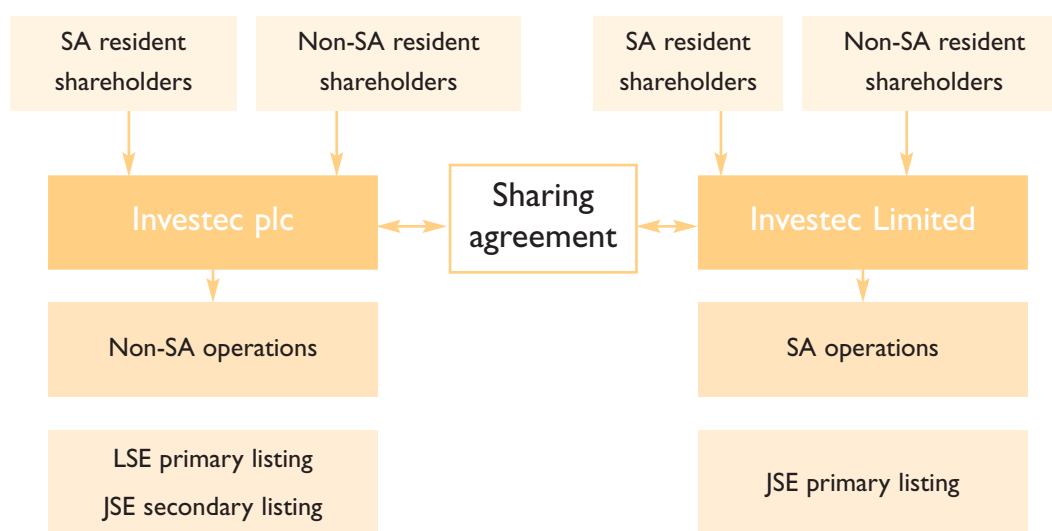 SA resident
shareholders
Non-SA resident
shareholders
SA resident
shareholders
Non-SA resident
shareholders
Investec plc
Sharing
agreement
Investec Limited
Non-SA operations
SA operations
LSE primary listing
JSE secondary listing
JSE primary listing